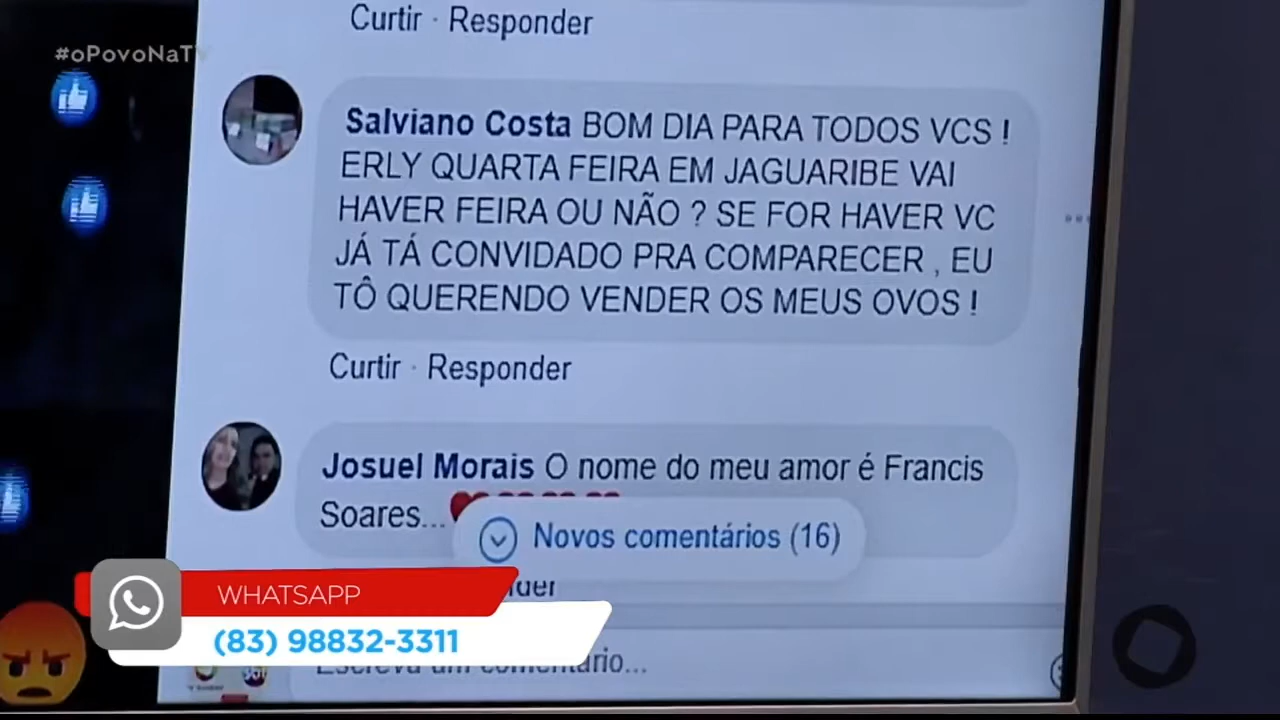 Curtir · Responder
#oPovoNaTV
Salviano Costa BOM DIA PARA TODOS VCS !
ERLY QUARTA FEIRA EM JAGUARIBE VAI
HAVER FEIRA OU NÃO ? SE FOR HAVER VC
JÁ TÁ CONVIDADO PRA COMPARECER , EU
TÔ QUERENDO VENDER OS MEUS OVOS !
Curtir · Responder
Josuel Morais O nome do meu amor é Francis
Soares...
Novos comentários (16)
WHATSAPP
(83) 98832-3311
Escreva um comentário...